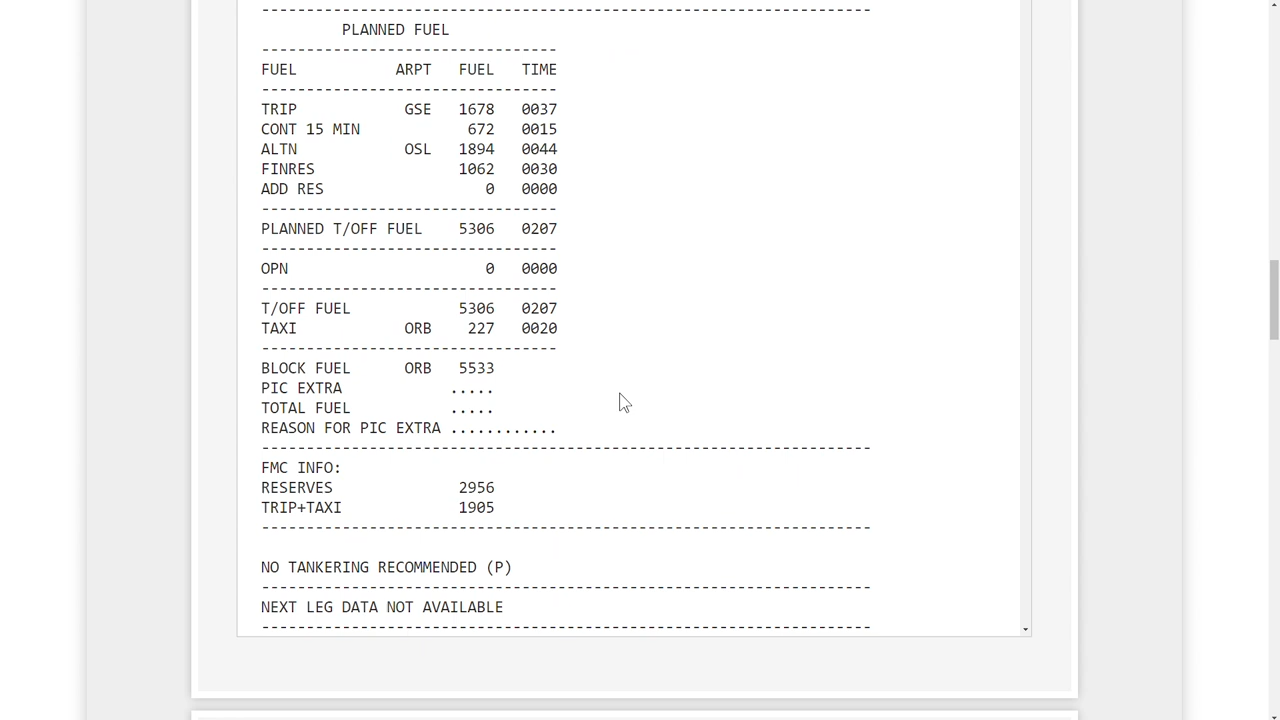 PLANNED FUEL
FUEL ARPT FUEL TIME
TRIP GSE 1678 0037
CONT 15 MIN 672 0015
ALTN OSL 1894 0044
FINRES 1062 0030
ADD RES 0 0000
PLANNED T/OFF FUEL 5306 0207
OPN 0 0000
T/OFF FUEL 5306 0207
TAXI ORB 227 0020
BLOCK FUEL ORB 5533
PIC EXTRA .....
TOTAL FUEL .....
REASON FOR PIC EXTRA ............
FMC INFO:
RESERVES 2956
TRIP+TAXI 1905
NO TANKERING RECOMMENDED (P)
NEXT LEG DATA NOT AVAILABLE